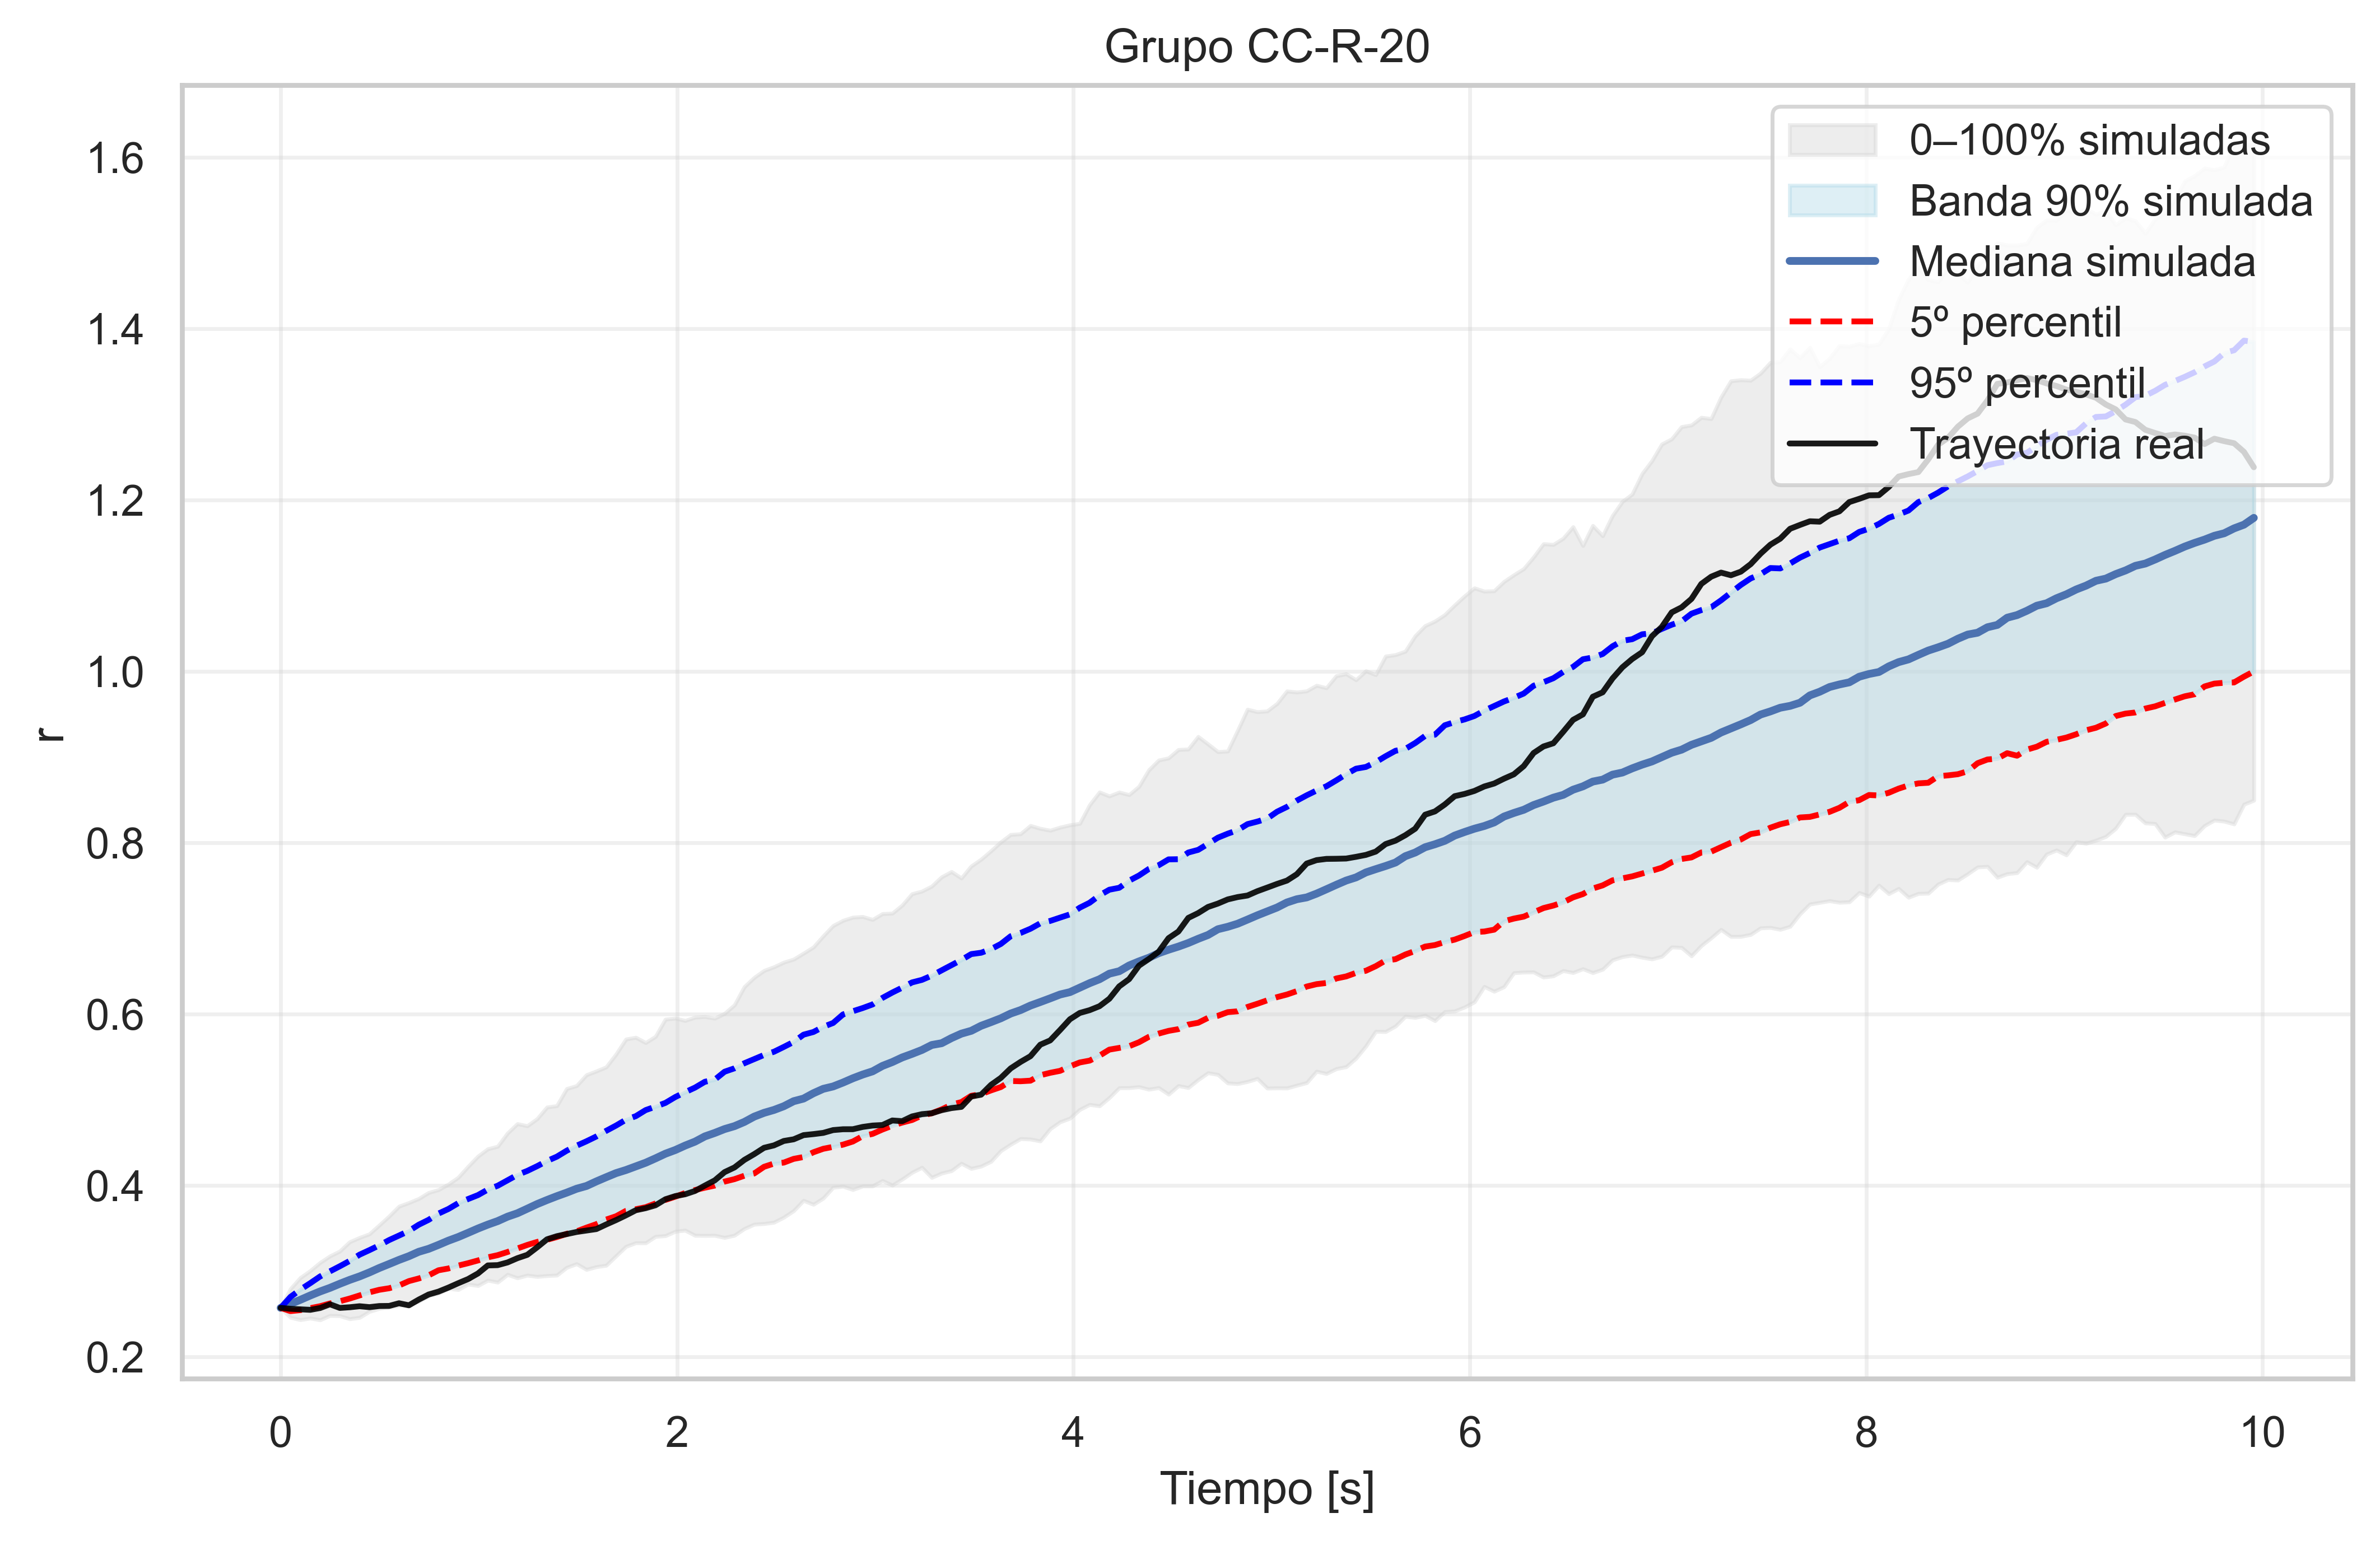 Grupo CC-R-20
0–100% simuladas
Banda 90% simulada
Mediana simulada
5º percentil
95º percentil
Trayectoria real
1.6
1.4
1.2
1.0
0.8
0.6
0.4
0.2
r
0 2 4 6 8 10
Tiempo [s]